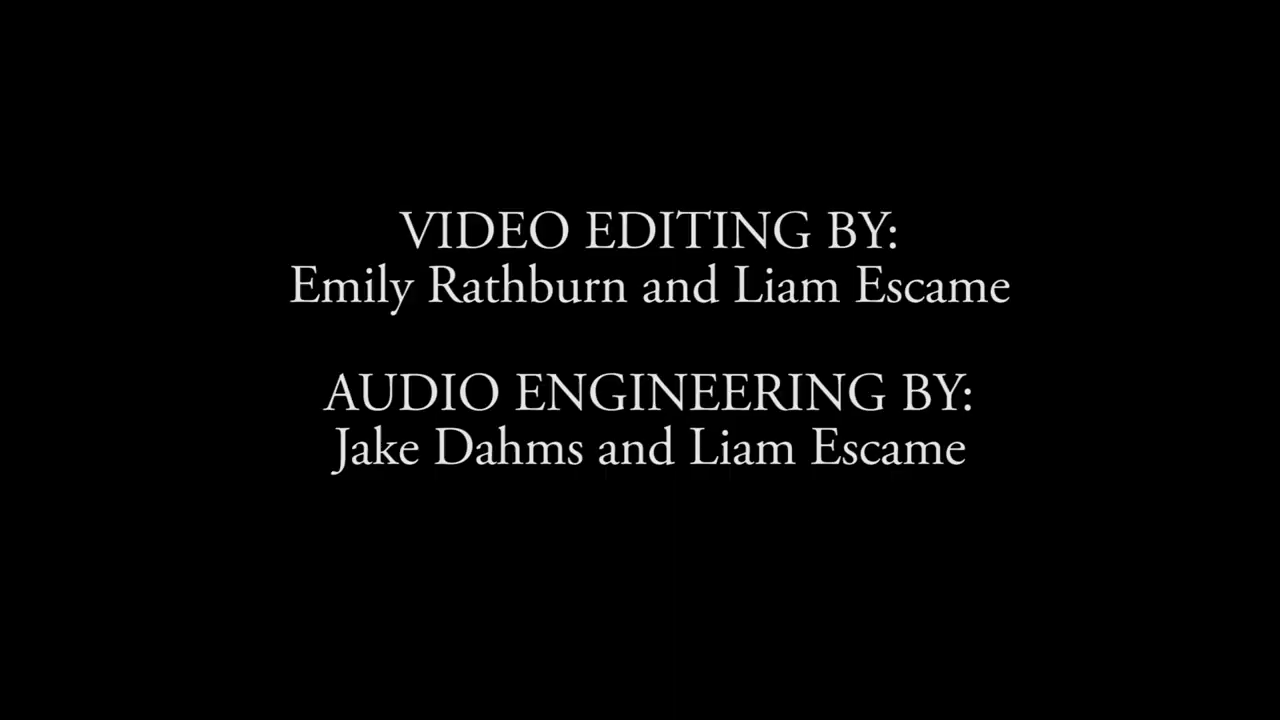 VIDEO EDITING BY:
Emily Rathburn and Liam Escame
AUDIO ENGINEERING BY:
Jake Dahms and Liam Escame